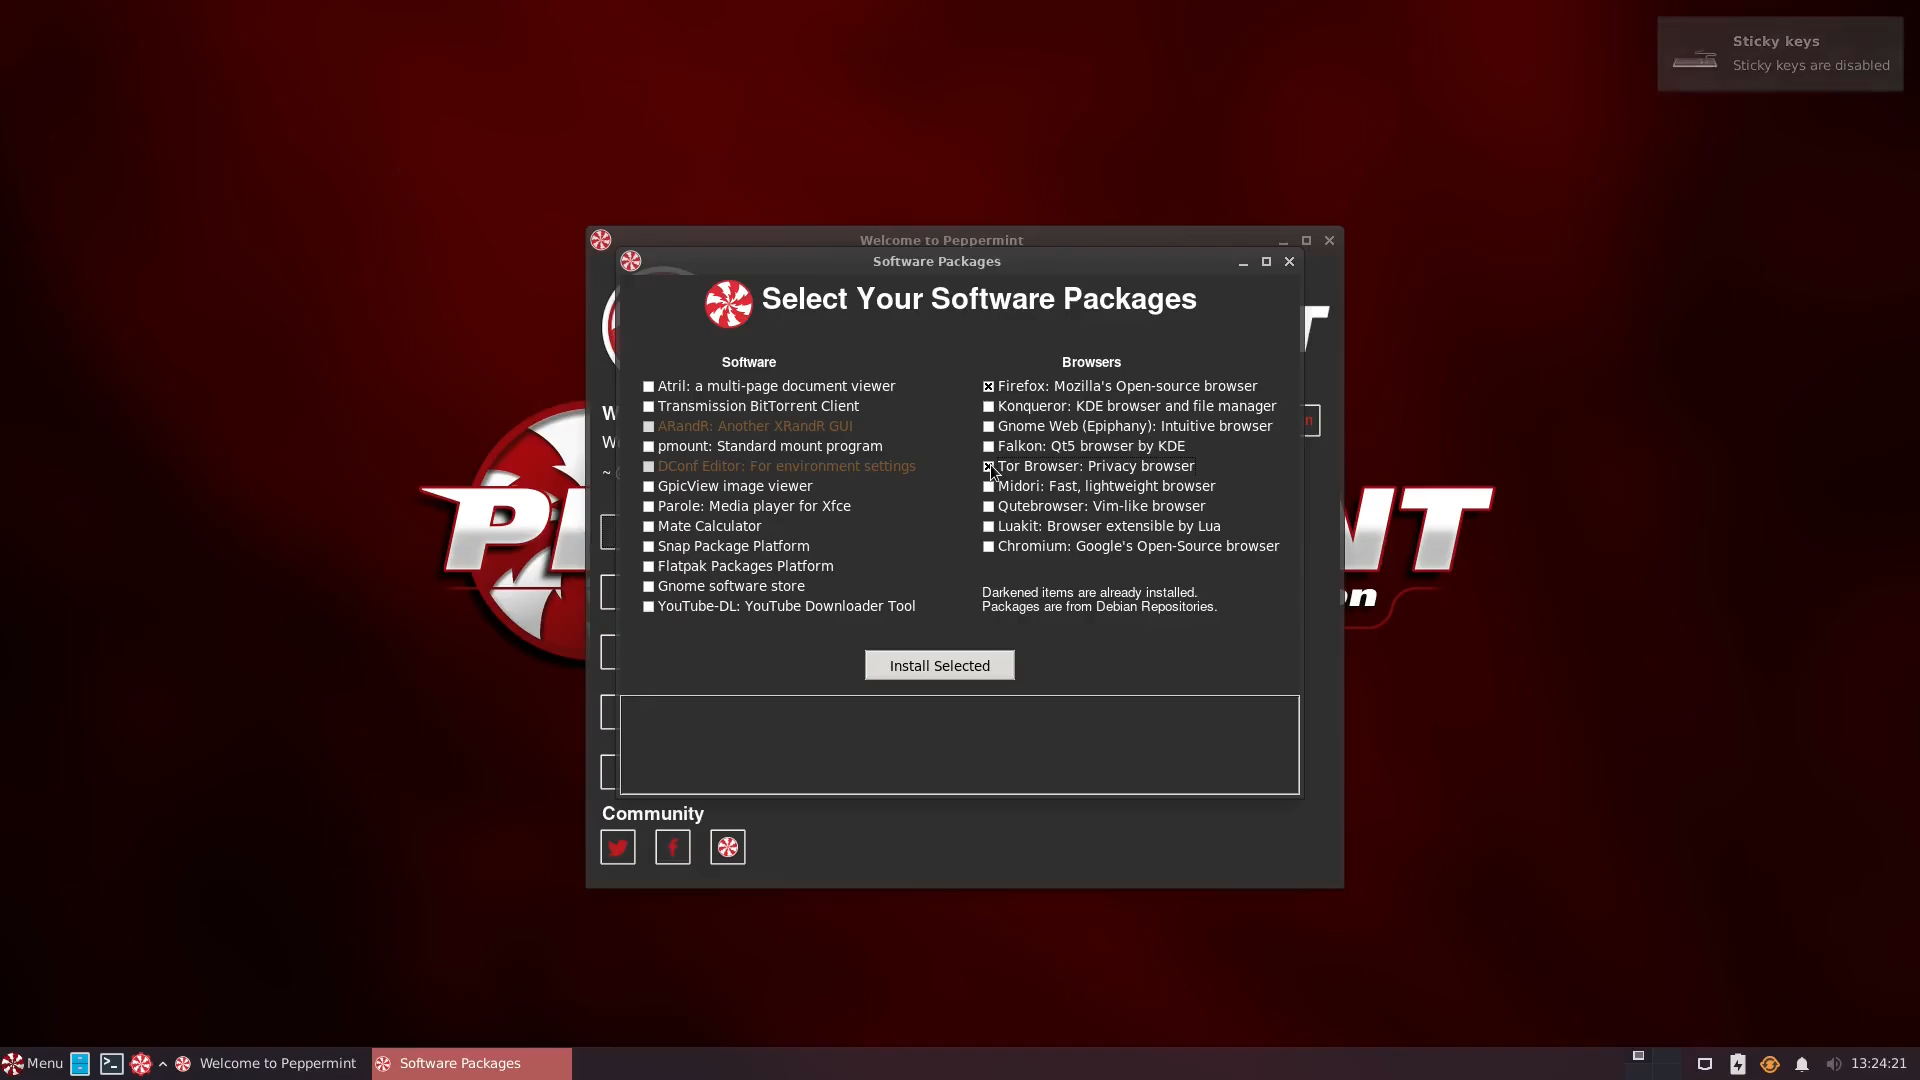 Sticky keys
Sticky keys are disabled
Welcome to Peppermint
Software Packages
Select Your Software Packages
Software
Atril: a multi-page document viewer
Transmission BitTorrent Client
ARandR: Another XRandR GUI
pmount: Standard mount program
DConf Editor: For environment settings
GpicView image viewer
Parole: Media player for Xfce
Mate Calculator
Snap Package Platform
Flatpak Packages Platform
Gnome software store
YouTube-DL: YouTube Downloader Tool
Browsers
Firefox: Mozilla's Open-source browser
Konqueror: KDE browser and file manager
Gnome Web (Epiphany): Intuitive browser
Falkon: Qt5 browser by KDE
Tor Browser: Privacy browser
Midori: Fast, lightweight browser
Qutebrowser: Vim-like browser
Luakit: Browser extensible by Lua
Chromium: Google's Open-Source browser
Darkened items are already installed.
Packages are from Debian Repositories.
Install Selected
Community
Menu
Welcome to Peppermint
Software Packages
13:24:21